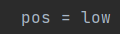 pos = low